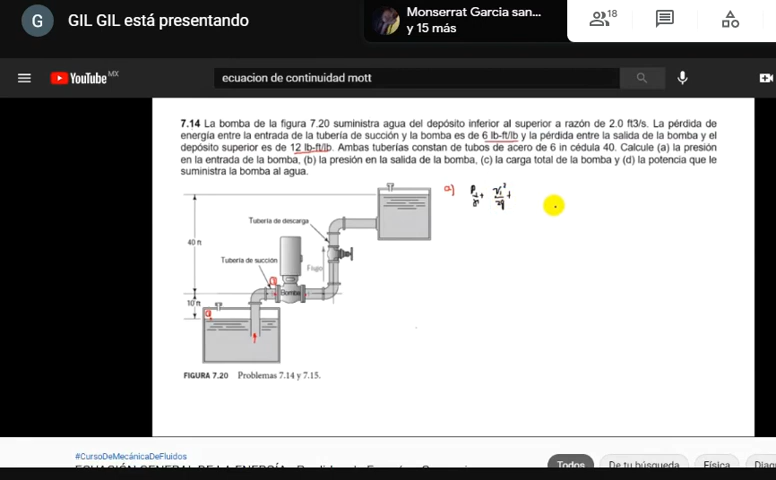 G GIL GIL está presentando
Monserrat Garcia san...
y 15 más
18
YouTube MX
ecuacion de continuidad mott
7.14 La bomba de la figura 7.20 suministra agua del depósito inferior al superior a razón de 2.0 ft3/s. La pérdida de
energía entre la entrada de la tubería de succión y la bomba es de 6 lb-ft/lb y la pérdida entre la salida de la bomba y el
depósito superior es de 12 lb-ft/lb. Ambas tuberías constan de tubos de acero de 6 in cédula 40. Calcule (a) la presión
en la entrada de la bomba, (b) la presión en la salida de la bomba, (c) la carga total de la bomba y (d) la potencia que le
suministra la bomba al agua.
a)
Tubería de descarga
40 ft
Tubería de succión
Flujo
Bomba
10 ft
FIGURA 7.20 Problemas 7.14 y 7.15.
#CursoDeMecánicaDeFluidos
Todos De tu búsqueda Física